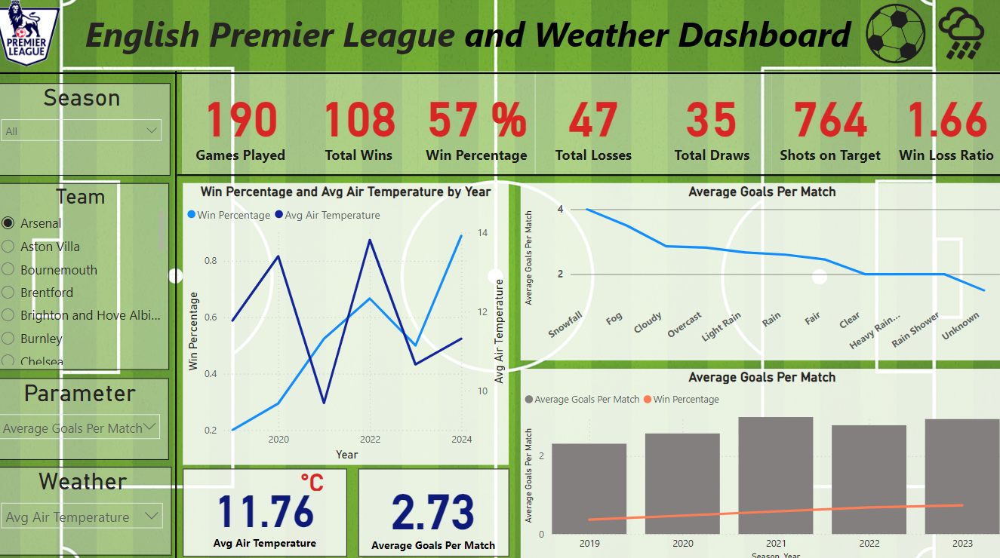 PREMIER
LEAGUE
English Premier League and Weather Dashboard
Season
All
Team
Arsenal
Aston Villa
Bournemouth
Brentford
Brighton and Hove Albi...
Burnley
Chelsea
Parameter
Average Goals Per Match
Weather
Avg Air Temperature
190
Games Played
108
Total Wins
57 %
Win Percentage
47
Total Losses
35
Total Draws
764
Shots on Target
1.66
Win Loss Ratio
Win Percentage and Avg Air Temperature by Year
Win Percentage Avg Air Temperature
Win Percentage
0.8
0.6
0.4
0.2
14
12
10
Avg Air Temperature
2020 2022 2024
Year
°C
11.76
Avg Air Temperature
2.73
Average Goals Per Match
Average Goals Per Match
Average Goals Per Match
4
2
Snowfall
Fog
Cloudy
Overcast
Light Rain
Rain
Fair
Clear
Heavy Rain...
Rain Shower
Unknown
Average Goals Per Match
Average Goals Per Match Win Percentage
Average Goals Per Match
2
0
2019 2020 2021 2022 2023
Season_Year